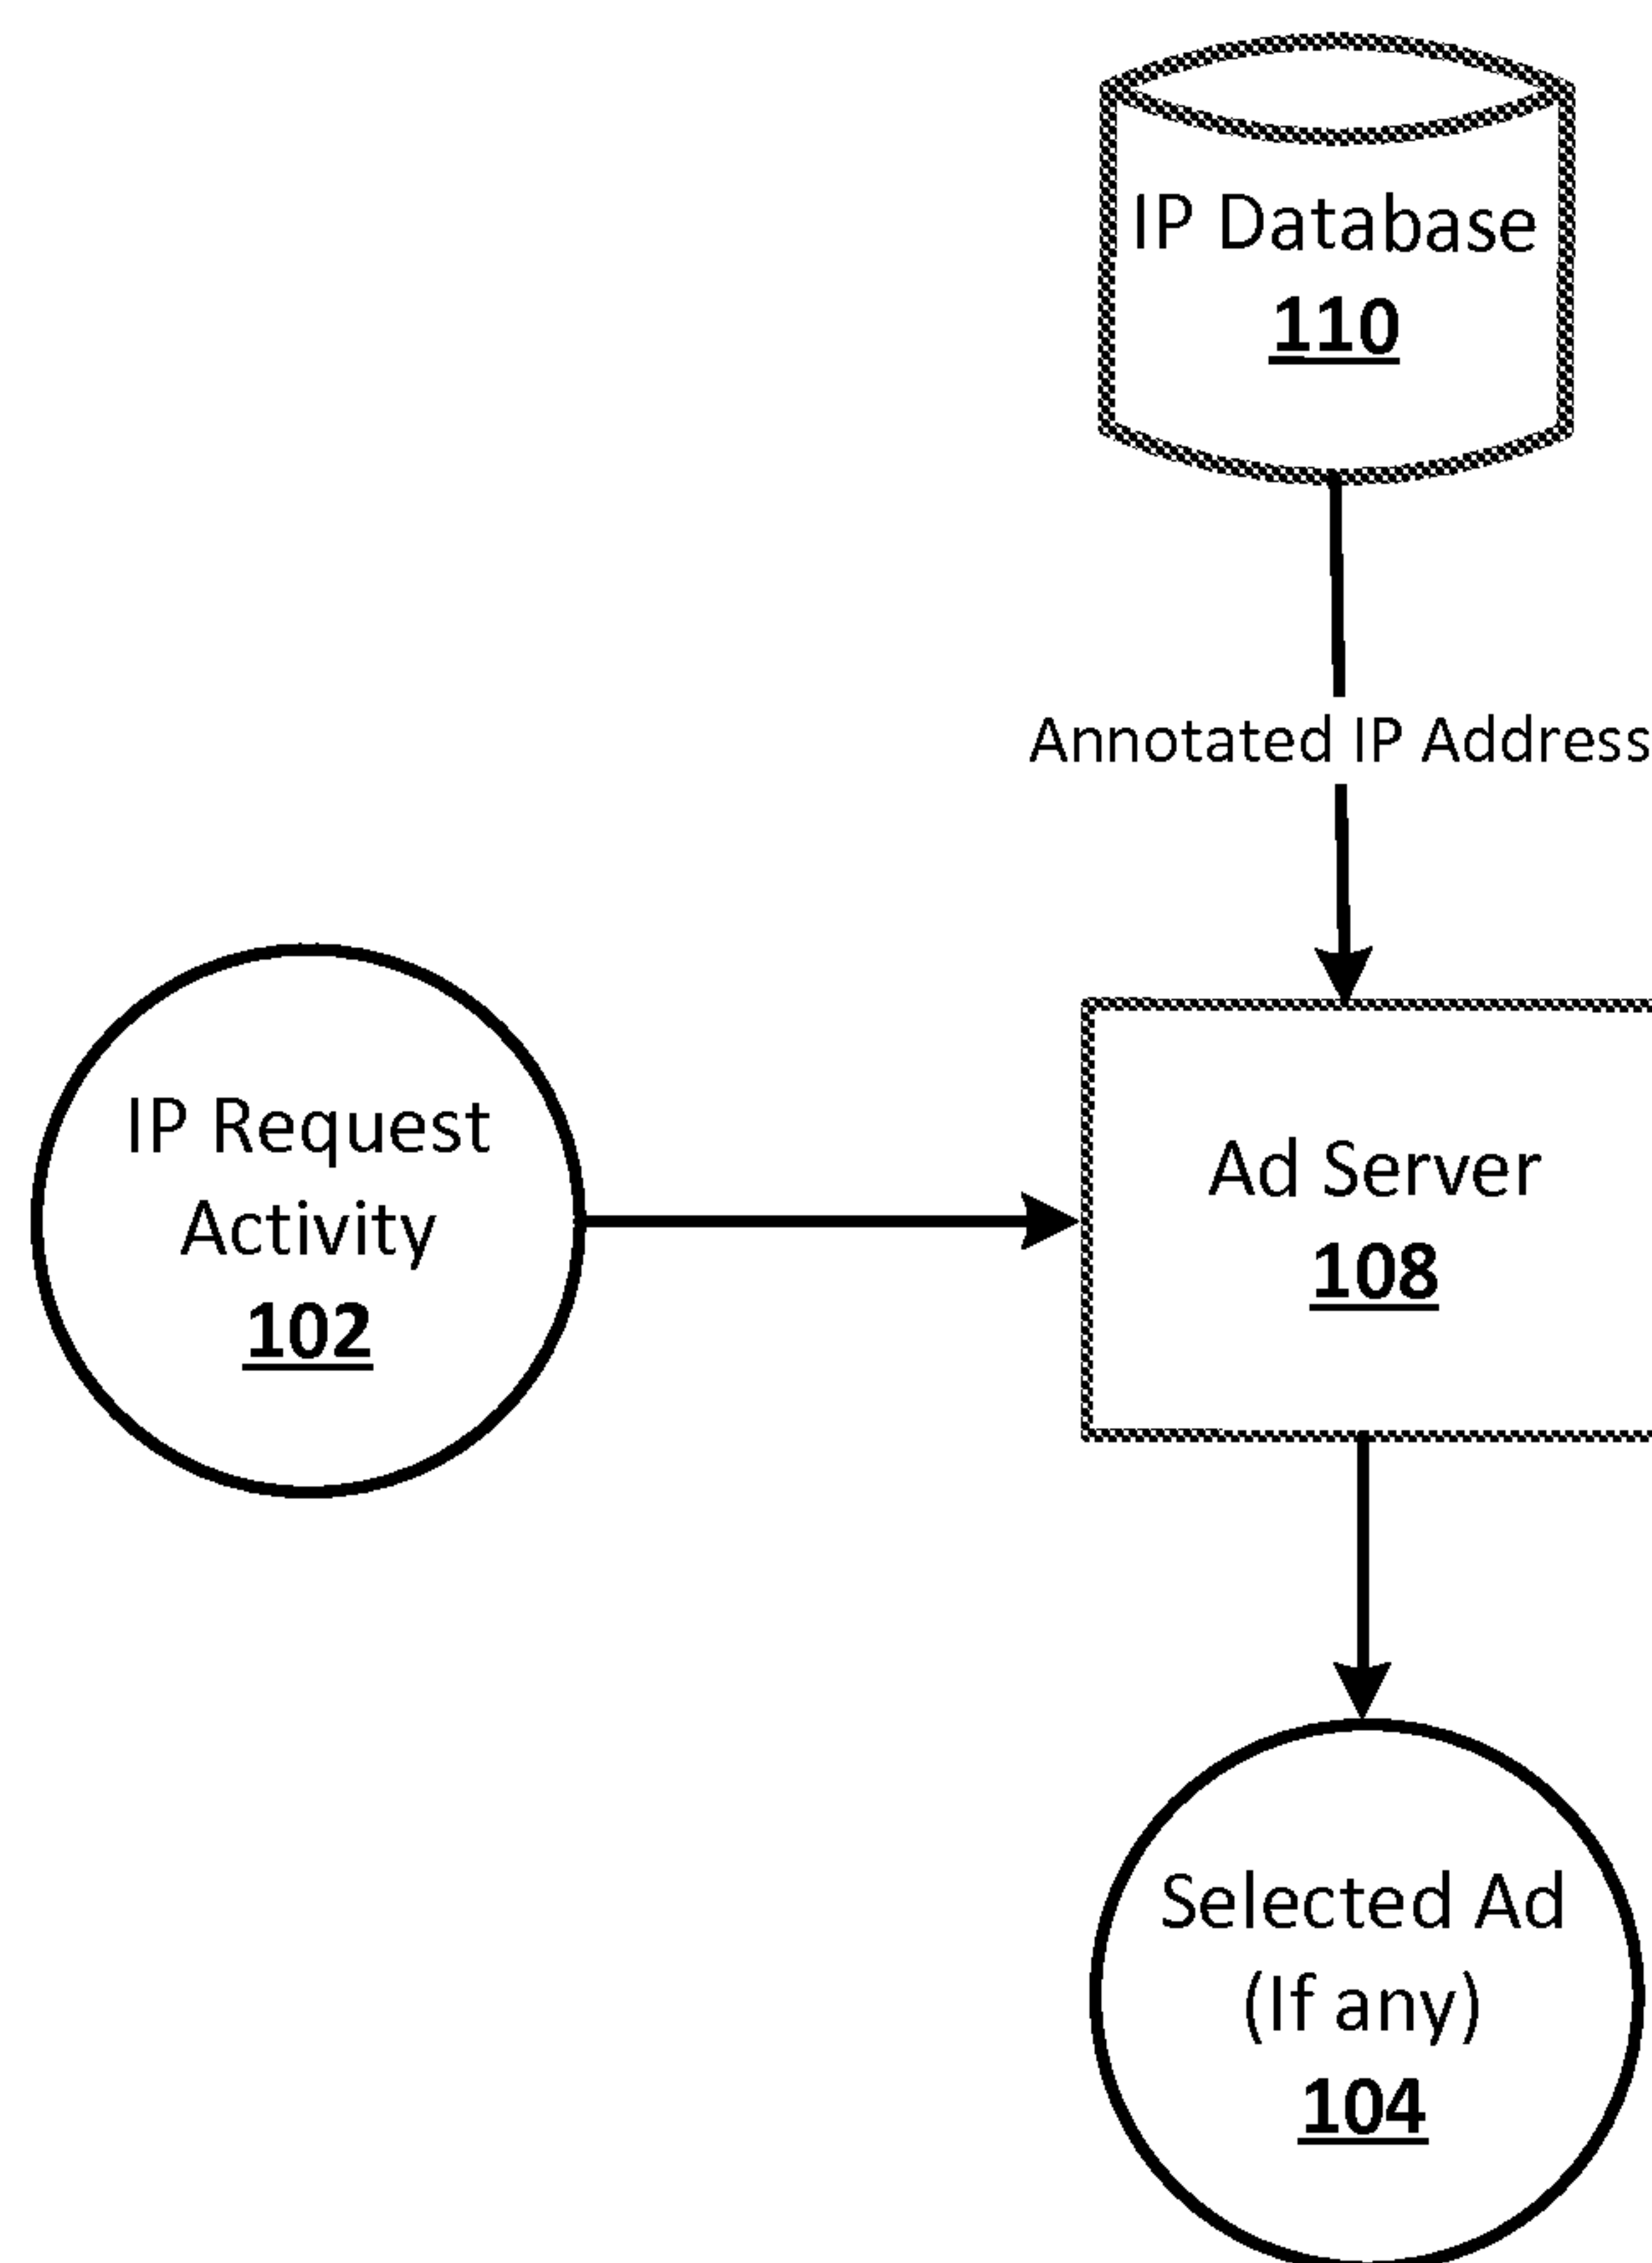 IP Database
110
Annotated IP Address
IP Request
Activity
102
Ad Server
108
Selected Ad
(If any)
104